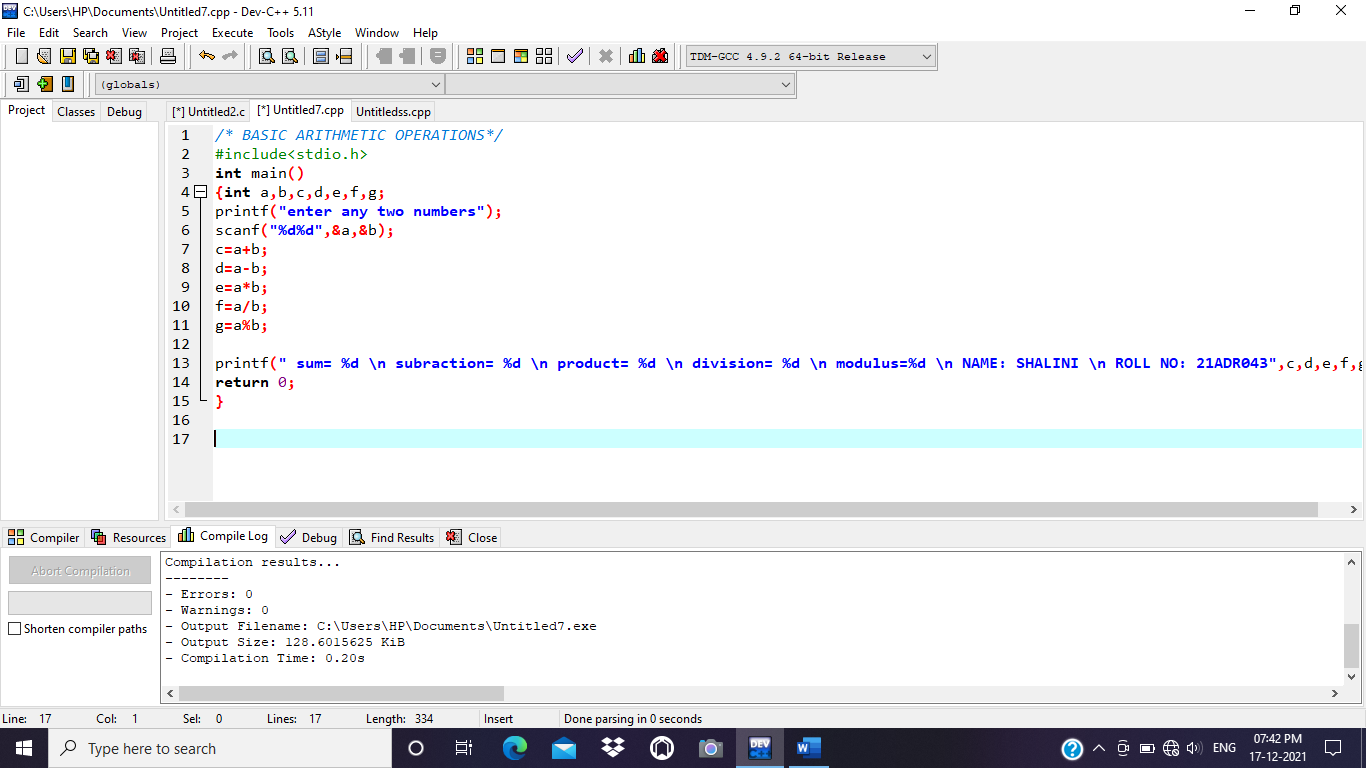 C:\Users\HP\Documents\Untitled7.cpp - Dev-C++ 5.11
File Edit Search View Project Execute Tools AStyle Window Help
TDM-GCC 4.9.2 64-bit Release
(globals)
Project Classes Debug [*] Untitled2.c [*] Untitled7.cpp Untitledss.cpp
1 /* BASIC ARITHMETIC OPERATIONS*/
2 #include<stdio.h>
3 int main()
4 {int a,b,c,d,e,f,g;
5 printf("enter any two numbers");
6 scanf("%d%d",&a,&b);
7 c=a+b;
8 d=a-b;
9 e=a*b;
10 f=a/b;
11 g=a%b;
12
13 printf(" sum= %d \n subraction= %d \n product= %d \n division= %d \n modulus=%d \n NAME: SHALINI \n ROLL NO: 21ADR043",c,d,e,f,g
14 return 0;
15 }
16
17
Compiler Resources Compile Log Debug Find Results Close
Abort Compilation
Shorten compiler paths
Compilation results...
--------
- Errors: 0
- Warnings: 0
- Output Filename: C:\Users\HP\Documents\Untitled7.exe
- Output Size: 128.6015625 KiB
- Compilation Time: 0.20s
Line: 17 Col: 1 Sel: 0 Lines: 17 Length: 334 Insert Done parsing in 0 seconds
Type here to search
DEV
W
ENG
07:42 PM
17-12-2021